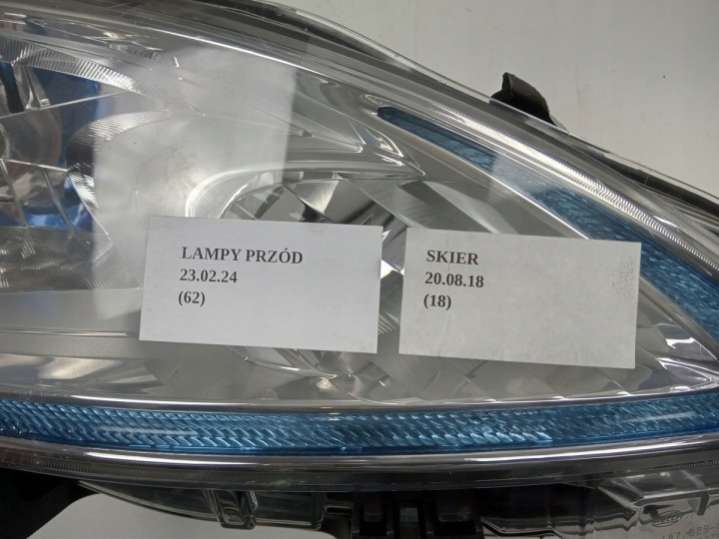 LAMPY PRZÓD
23.02.24
(62)
SKIER
20.08.18
(18)